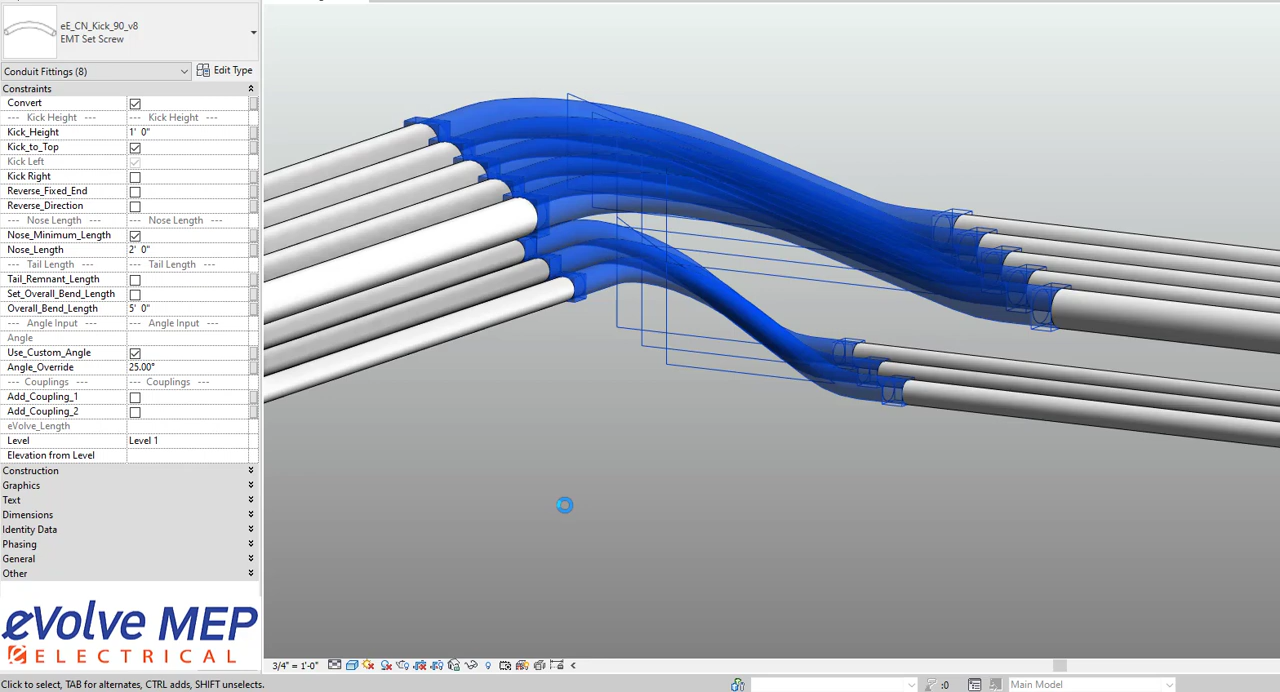 eE_CN_Kick_90_v8
EMT Set Screw
Conduit Fittings (8)
Edit Type
Constraints
Convert
--- Kick Height --- --- Kick Height ---
Kick_Height 1' 0"
Kick_to_Top
Kick Left
Kick Right
Reverse_Fixed_End
Reverse_Direction
--- Nose Length --- --- Nose Length ---
Nose_Minimum_Length
Nose_Length 2' 0"
--- Tail Length --- --- Tail Length ---
Tail_Remnant_Length
Set_Overall_Bend_Length
Overall_Bend_Length 5' 0"
--- Angle Input --- --- Angle Input ---
Angle
Use_Custom_Angle
Angle_Override 25.00°
--- Couplings --- --- Couplings ---
Add_Coupling_1
Add_Coupling_2
eVolve_Length
Level Level 1
Elevation from Level
Construction
Graphics
Text
Dimensions
Identity Data
Phasing
General
Other
eVolve MEP
ELECTRICAL
3/4" = 1'-0"
Click to select, TAB for alternates, CTRL adds, SHIFT unselects.
:0
Main Model